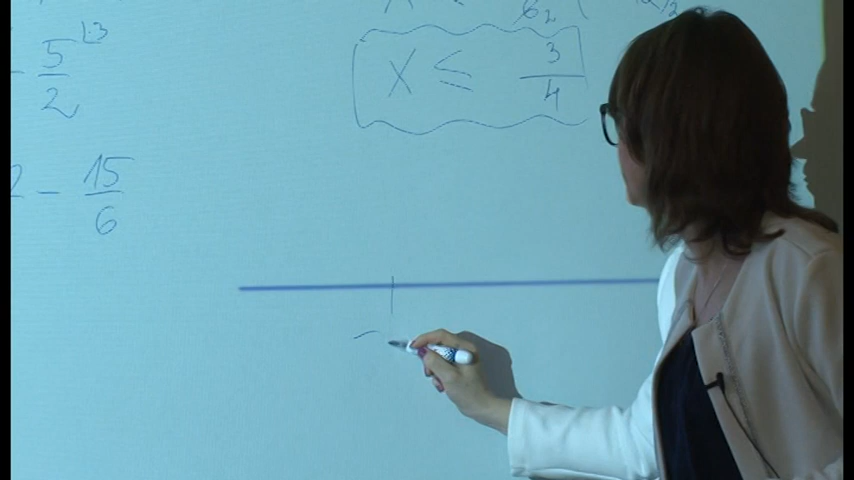 - 5/2 |·3
x ≤ 3/4
2 - 15/6